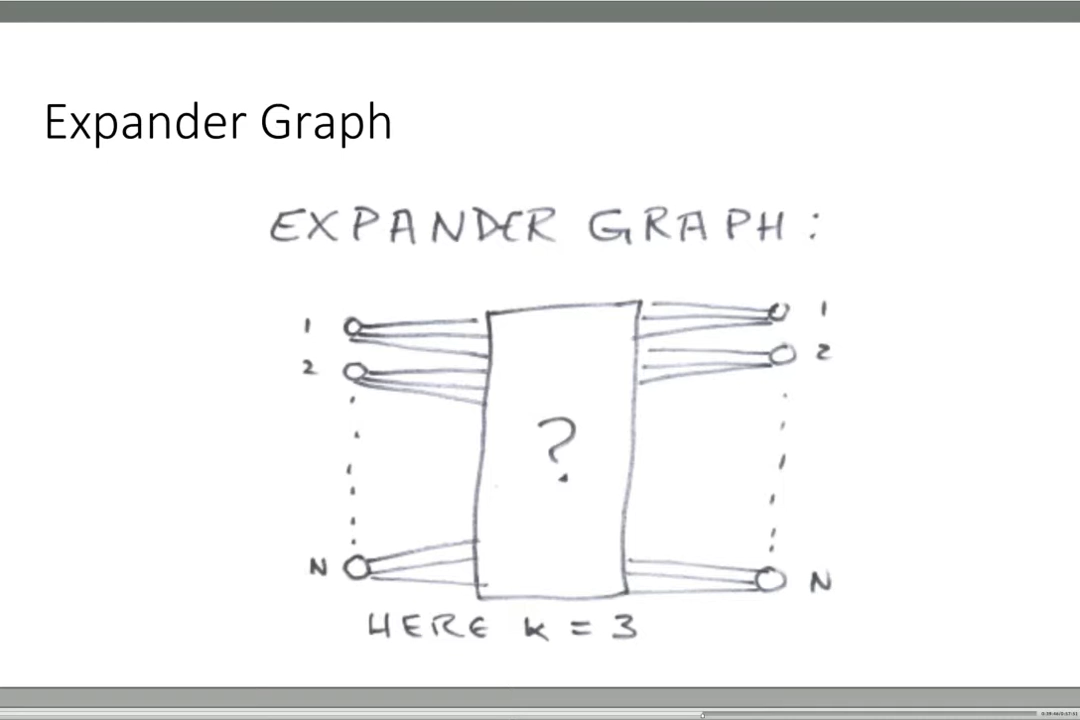 Expander Graph
EXPANDER GRAPH:
1 1
2 2
?
N N
HERE k = 3